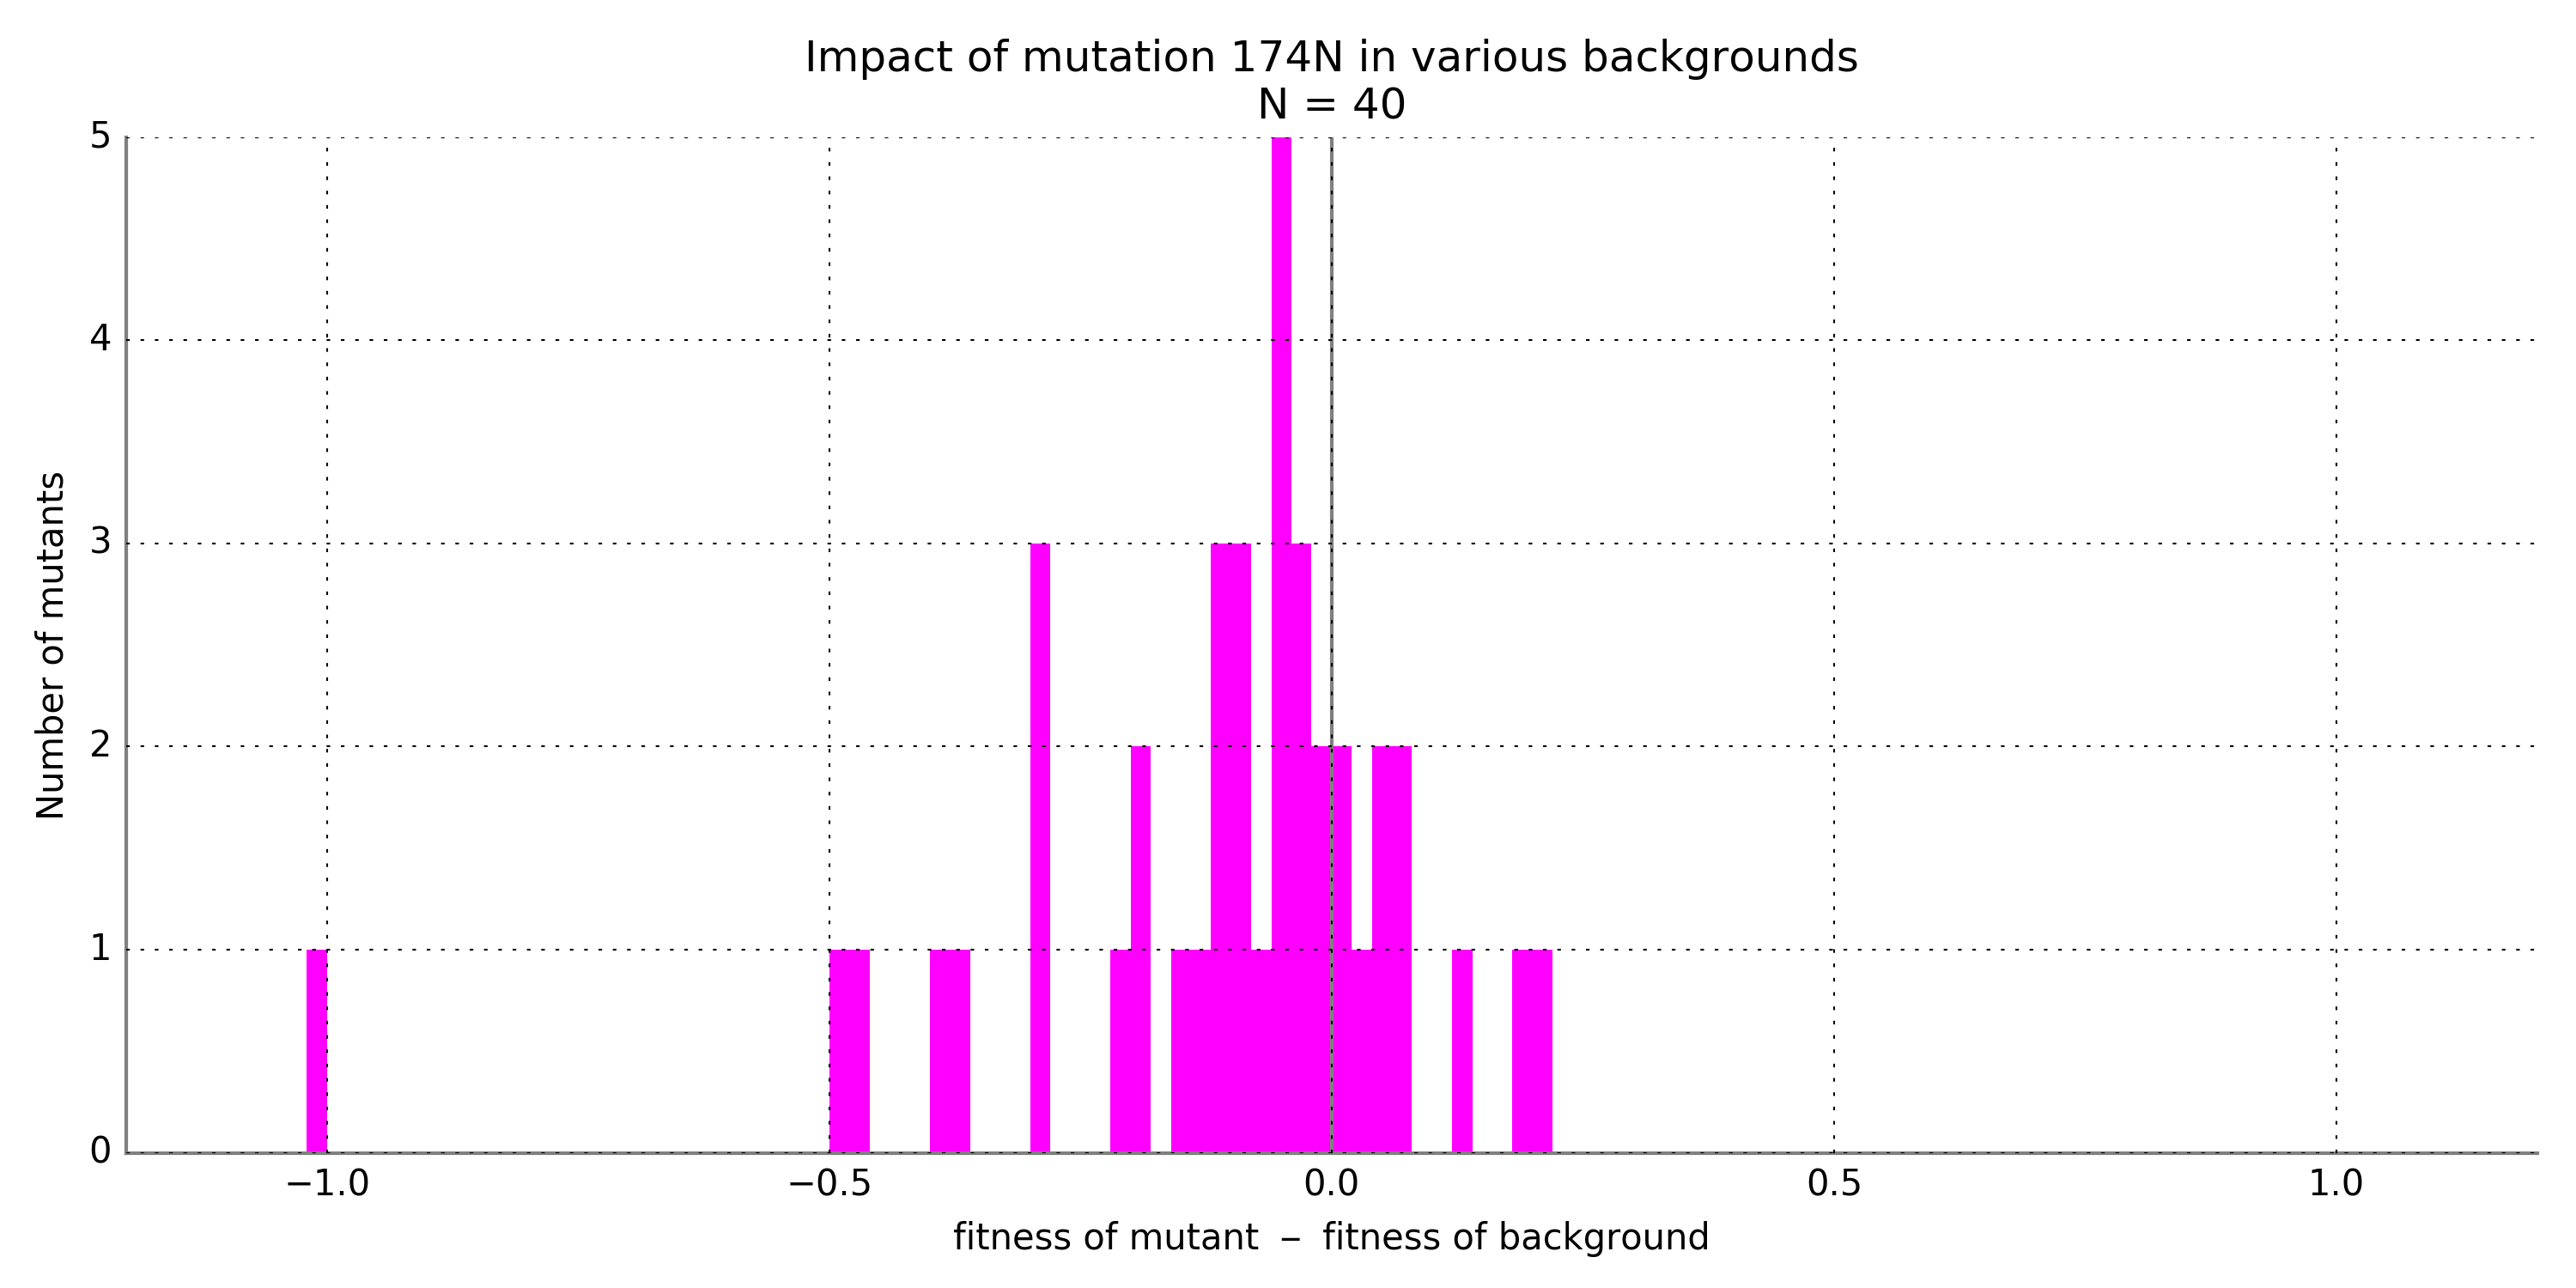 Impact of mutation 174N in various backgrounds
N = 40
5
4
3
2
1
0
Number of mutants
−1.0
−0.5
0.0
0.5
1.0
fitness of mutant – fitness of background